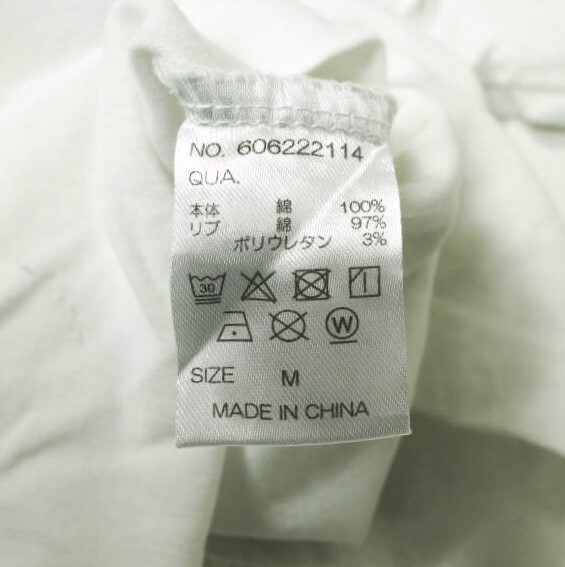 NO. 606222114
QUA.
本体 綿 100%
リブ 綿 97%
ポリウレタン 3%
30
W
SIZE M
MADE IN CHINA